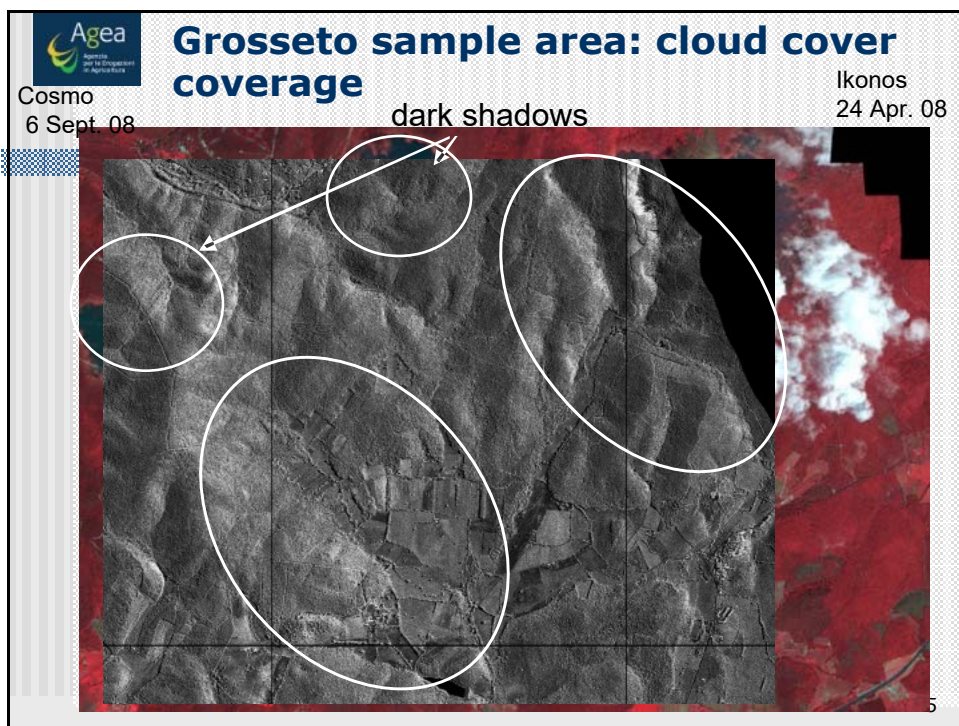 Agea
Agenzia
per le Erogazioni
in Agricoltura
Grosseto sample area: cloud cover
coverage
Cosmo
6 Sept. 08
dark shadows
Ikonos
24 Apr. 08
5